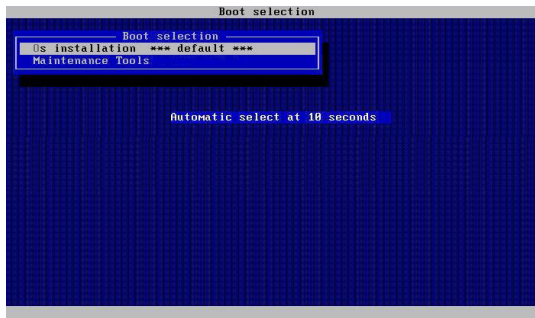 Boot selection
Boot selection
Os installation *** default ***
Maintenance Tools
Automatic select at 10 seconds